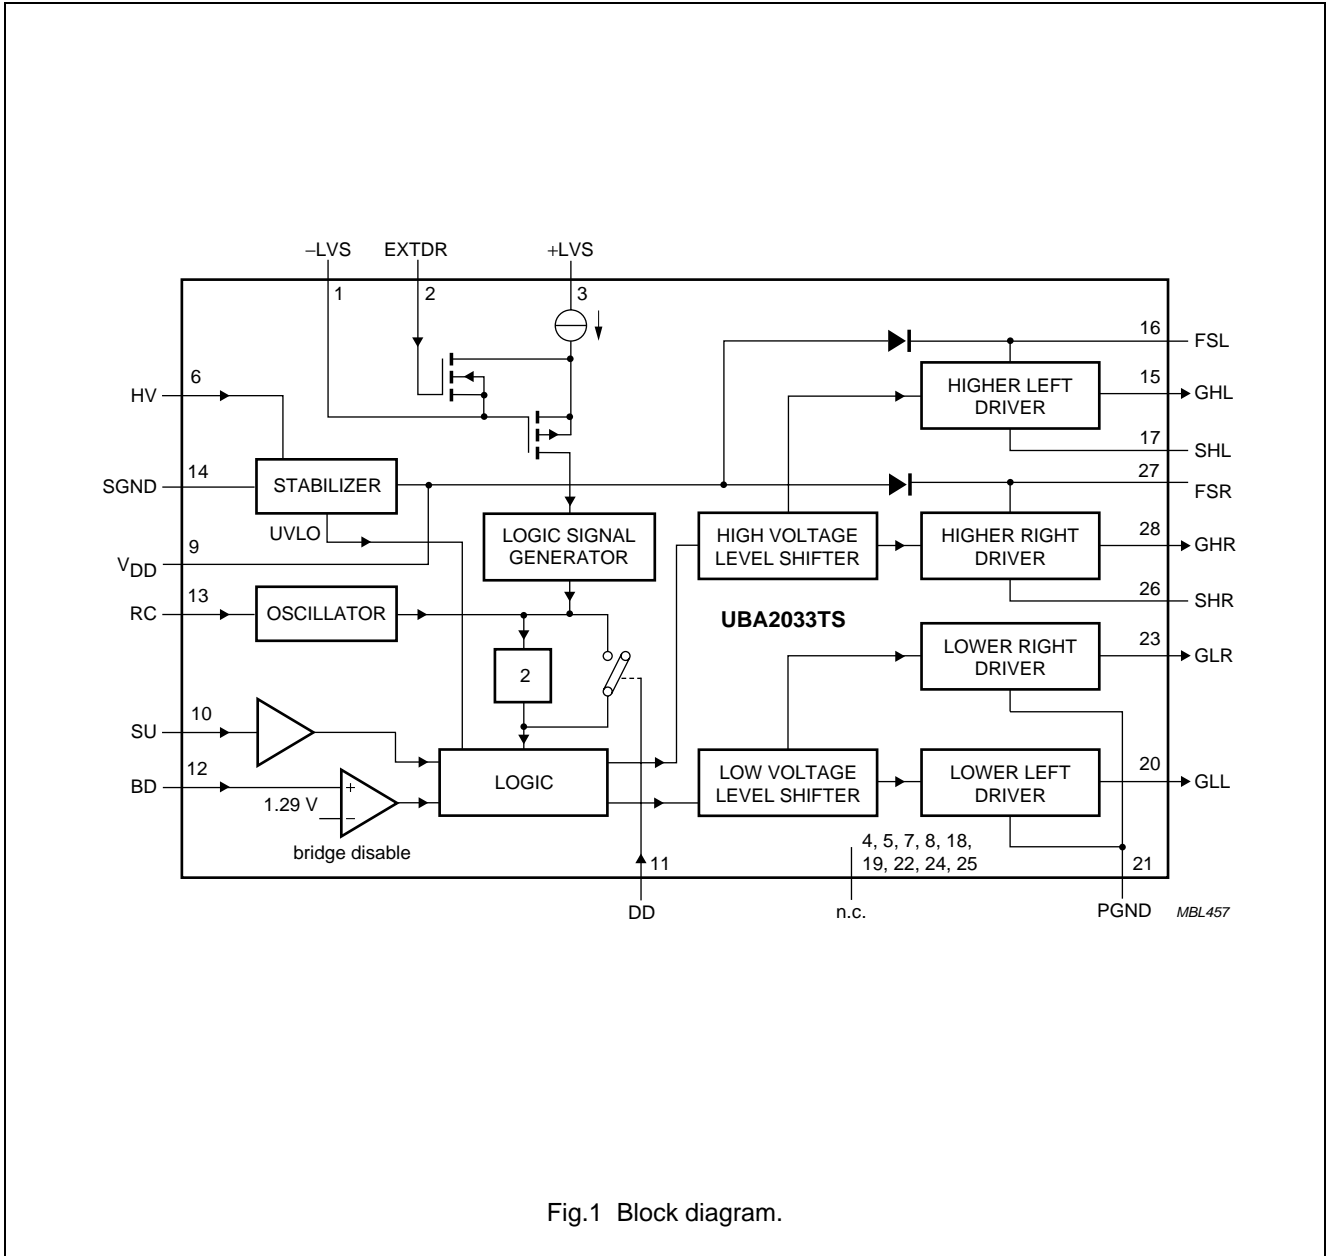 −LVS EXTDR +LVS
1 2 3
16 FSL
6 HV
HIGHER LEFT
DRIVER
15 GHL
17 SHL
14 SGND
STABILIZER
27 FSR
UVLO
LOGIC SIGNAL
GENERATOR
HIGH VOLTAGE
LEVEL SHIFTER
HIGHER RIGHT
DRIVER
28 GHR
9 VDD
13 RC
OSCILLATOR
26 SHR
UBA2033TS
LOWER RIGHT
DRIVER
23 GLR
2
10 SU
12 BD
1.29 V
+
−
bridge disable
LOGIC
LOW VOLTAGE
LEVEL SHIFTER
LOWER LEFT
DRIVER
20 GLL
4, 5, 7, 8, 18,
19, 22, 24, 25
11
21
DD
n.c.
PGND
MBL457
Fig.1 Block diagram.